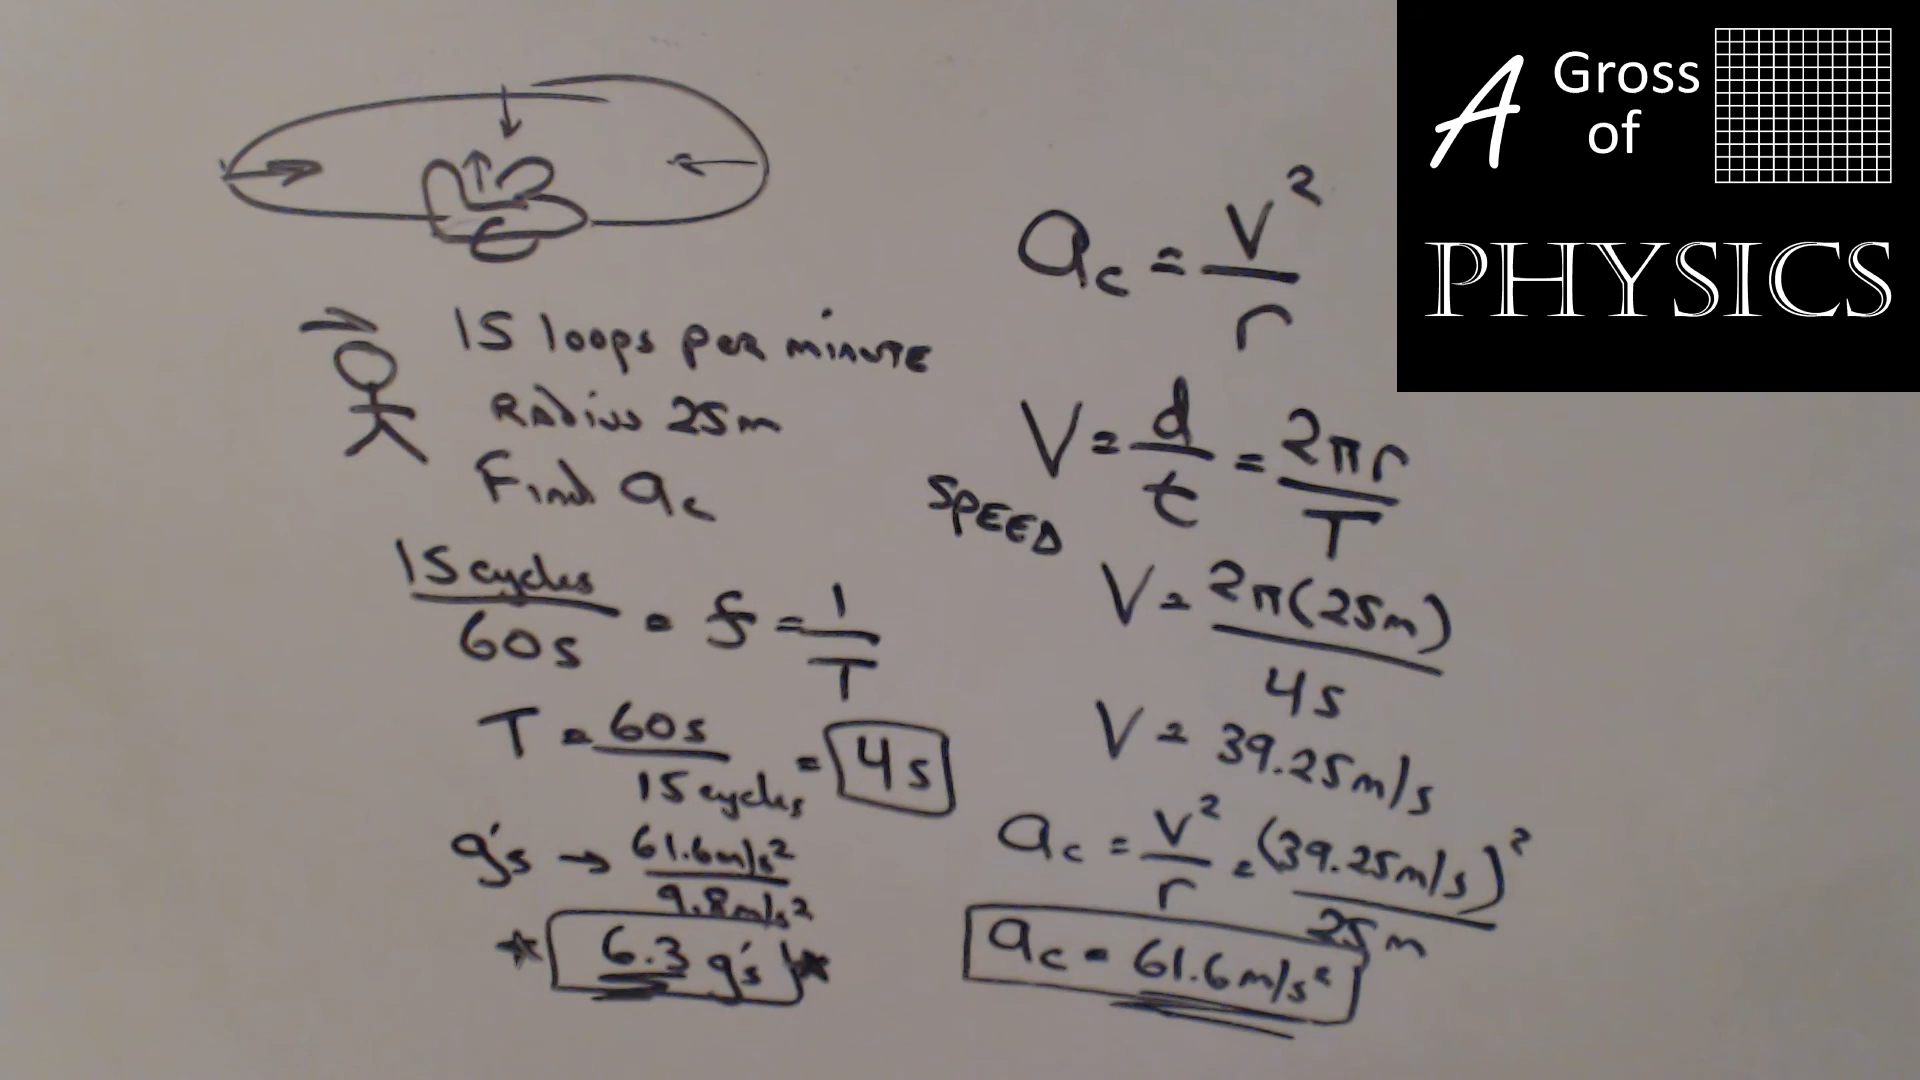 A Gross
of
PHYSICS
15 loops per minute
Radius 25m
Find ac
15 cycles / 60s = f = 1/T
T = 60s / 15 cycles = 4s
g's → 61.6m/s² / 9.8m/s²
6.3 g's
ac = v²/r
V = d/t = 2πr/T
SPEED
V = 2π(25m) / 4s
V = 39.25m/s
ac = v²/r = (39.25m/s)² / 25m
ac = 61.6m/s²